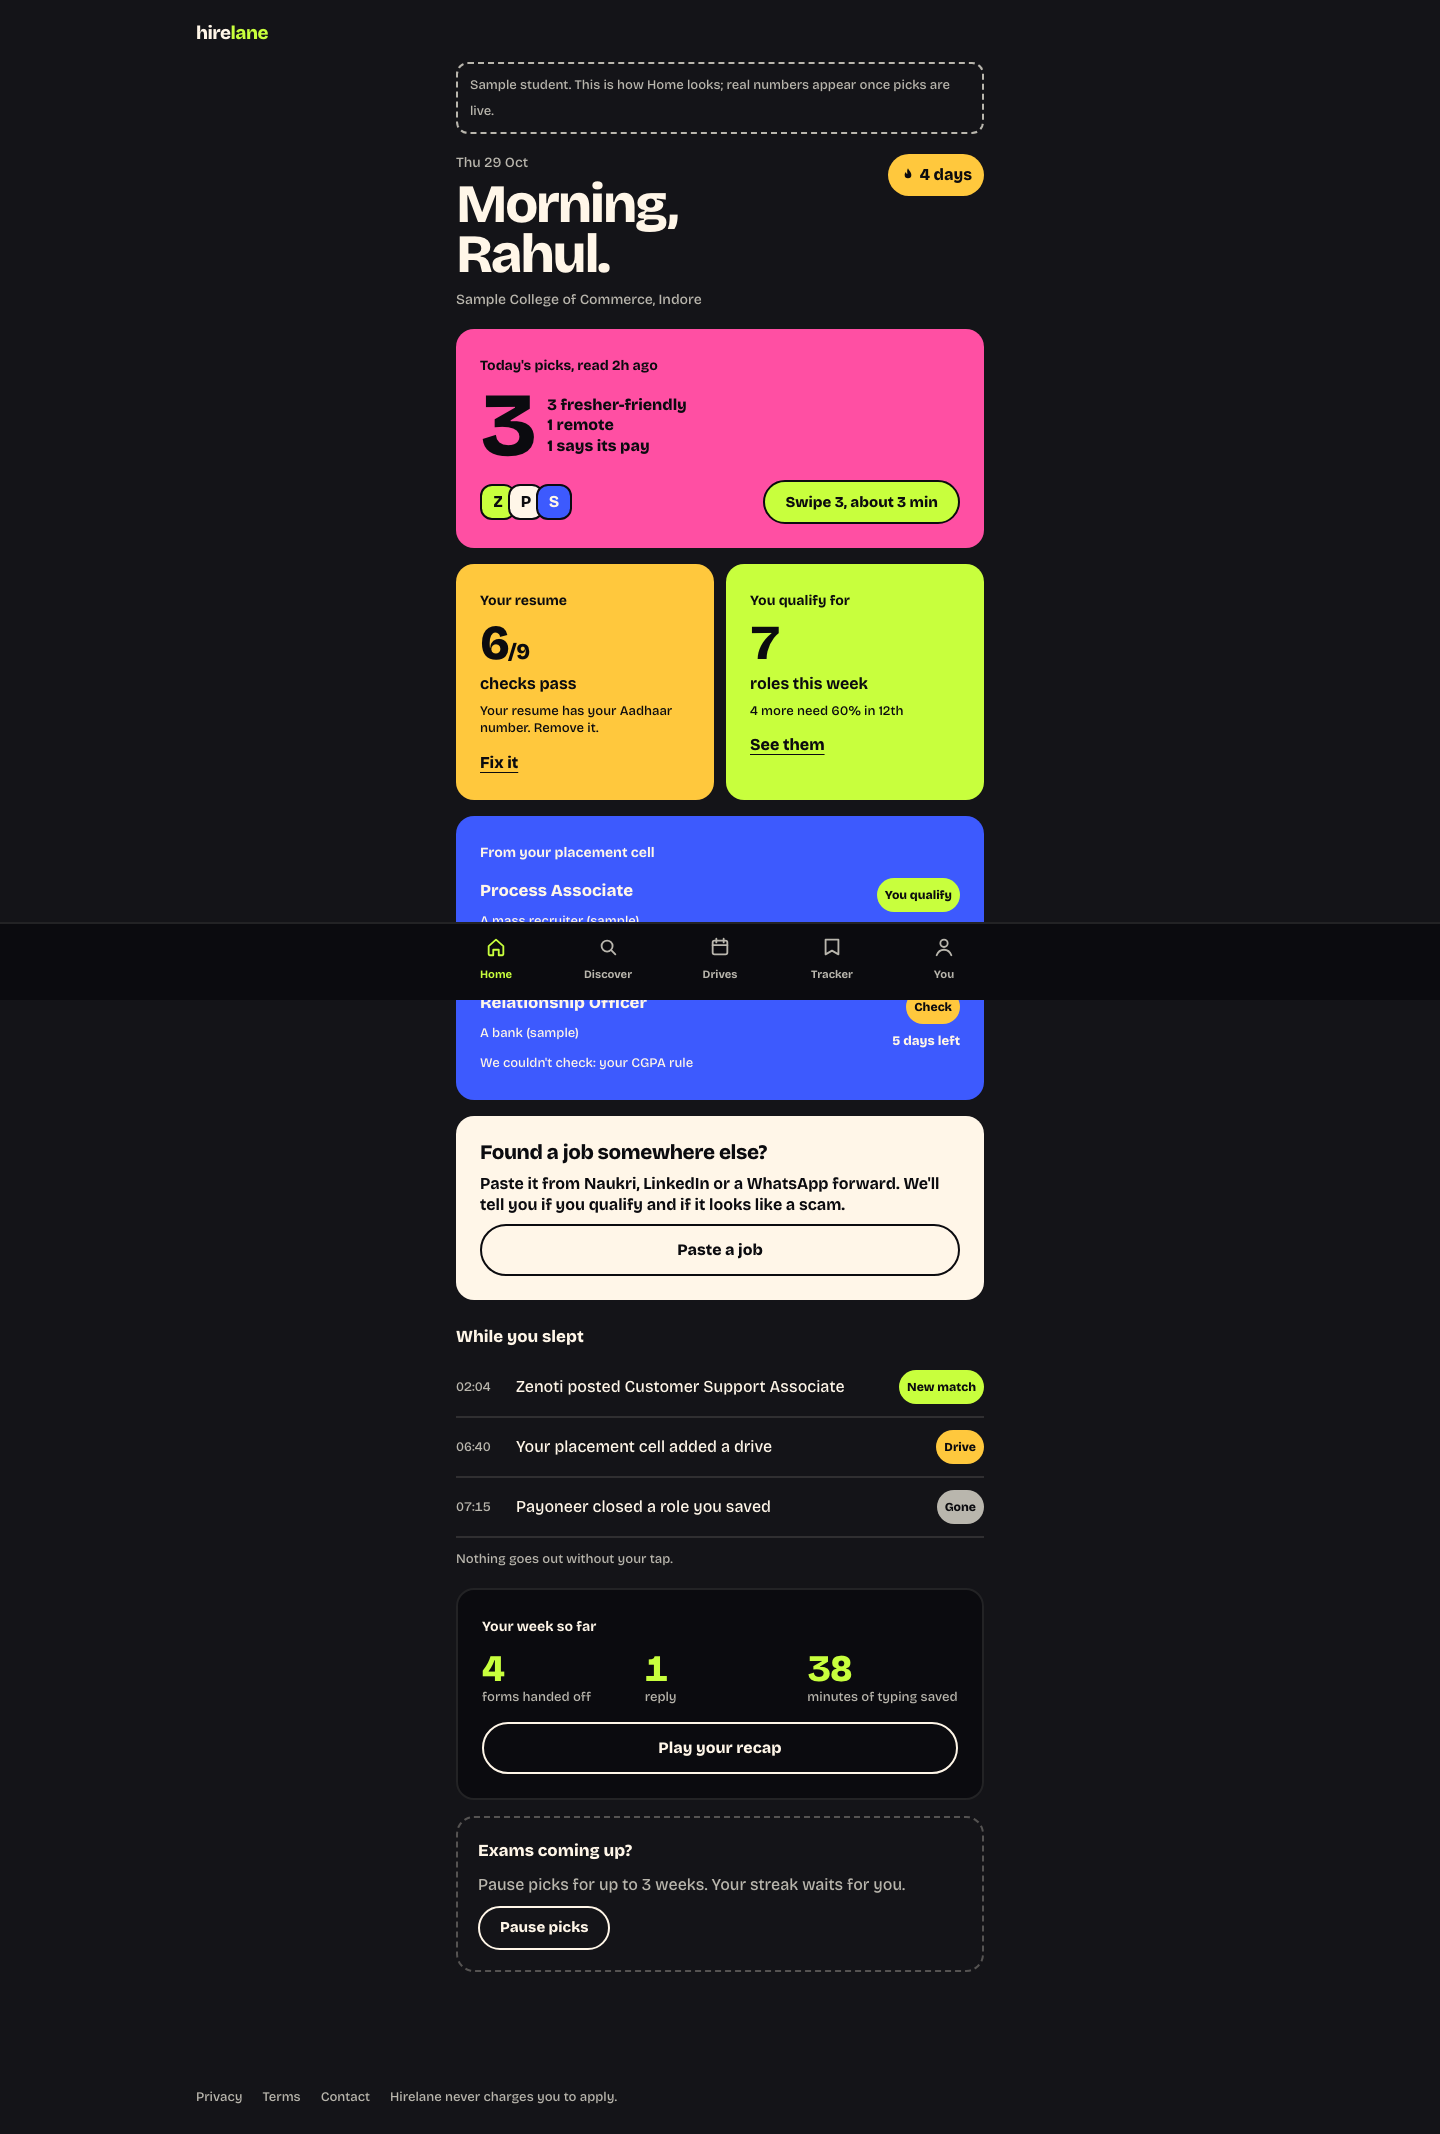 hirelane
Sample student. This is how Home looks; real numbers appear once picks are
live.
Thu 29 Oct
4 days
Morning,
Rahul.
Sample College of Commerce, Indore
Today's picks, read 2h ago
3
3 fresher-friendly
1 remote
1 says its pay
Z P S
Swipe 3, about 3 min
Your resume
6/9
checks pass
Your resume has your Aadhaar
number. Remove it.
Fix it
You qualify for
7
roles this week
4 more need 60% in 12th
See them
From your placement cell
Process Associate
You qualify
A mass recruiter (sample)
Home
Discover
Drives
Tracker
You
Relationship Officer
Check
A bank (sample)
5 days left
We couldn't check: your CGPA rule
Found a job somewhere else?
Paste it from Naukri, LinkedIn or a WhatsApp forward. We'll
tell you if you qualify and if it looks like a scam.
Paste a job
While you slept
02:04 Zenoti posted Customer Support Associate New match
06:40 Your placement cell added a drive Drive
07:15 Payoneer closed a role you saved Gone
Nothing goes out without your tap.
Your week so far
4
forms handed off
1
reply
38
minutes of typing saved
Play your recap
Exams coming up?
Pause picks for up to 3 weeks. Your streak waits for you.
Pause picks
Privacy Terms Contact Hirelane never charges you to apply.